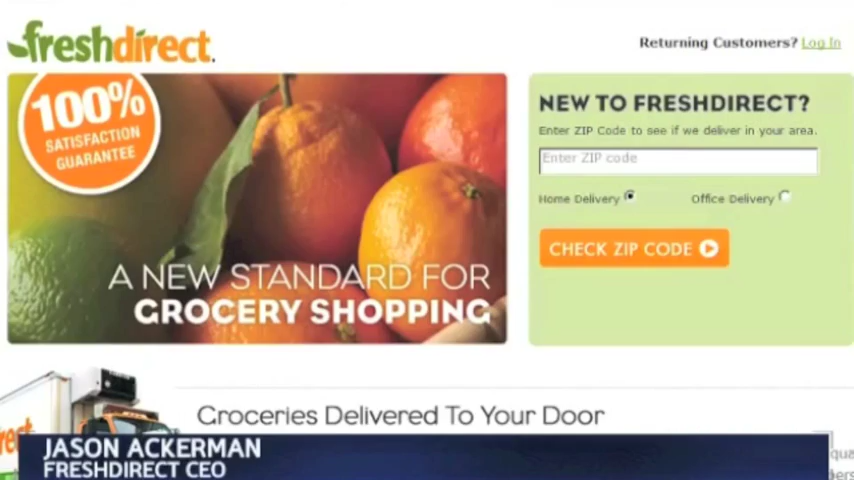 freshdirect.
Returning Customers? Log In
100%
SATISFACTION
GUARANTEE
A NEW STANDARD FOR
GROCERY SHOPPING
NEW TO FRESHDIRECT?
Enter ZIP Code to see if we deliver in your area.
Enter ZIP code
Home Delivery Office Delivery
CHECK ZIP CODE
Groceries Delivered To Your Door
JASON ACKERMAN
FRESHDIRECT CEO